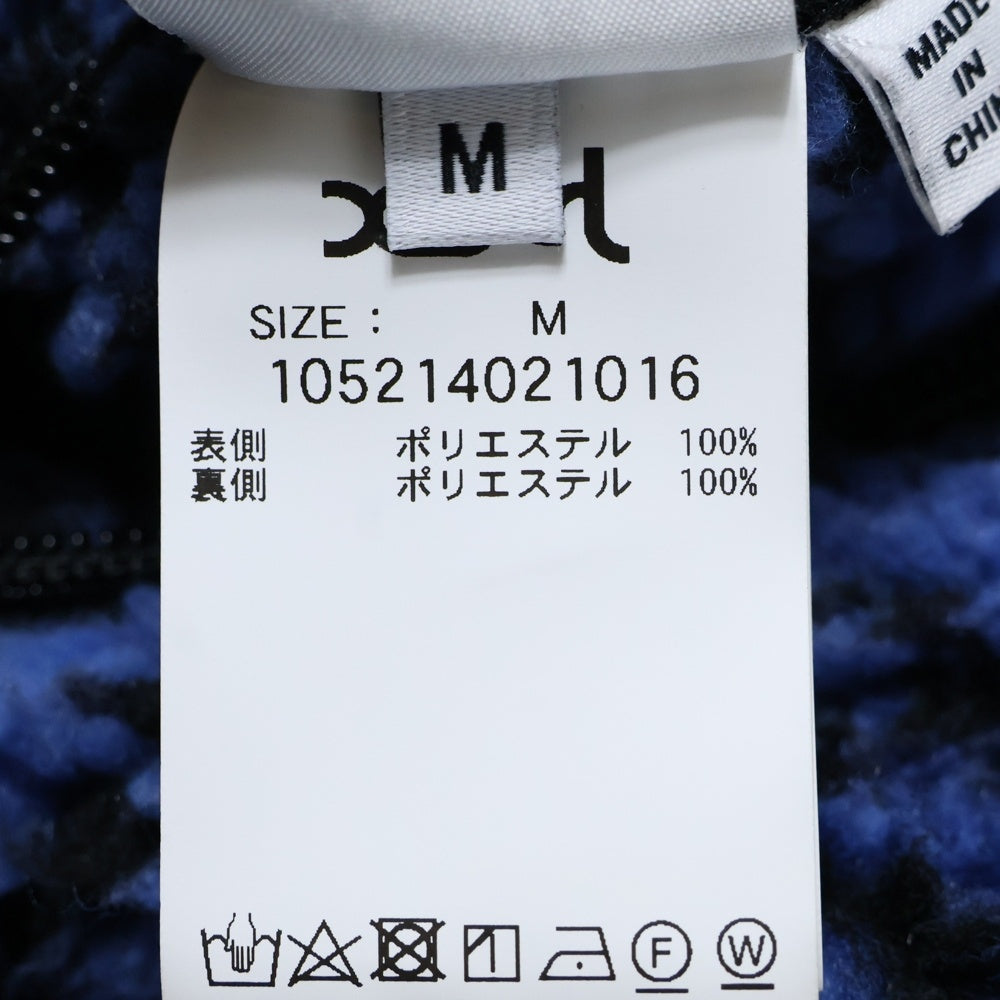 M
MADE
IN
SIZE : M
105214021016
表側 ポリエステル 100%
裏側 ポリエステル 100%
F W